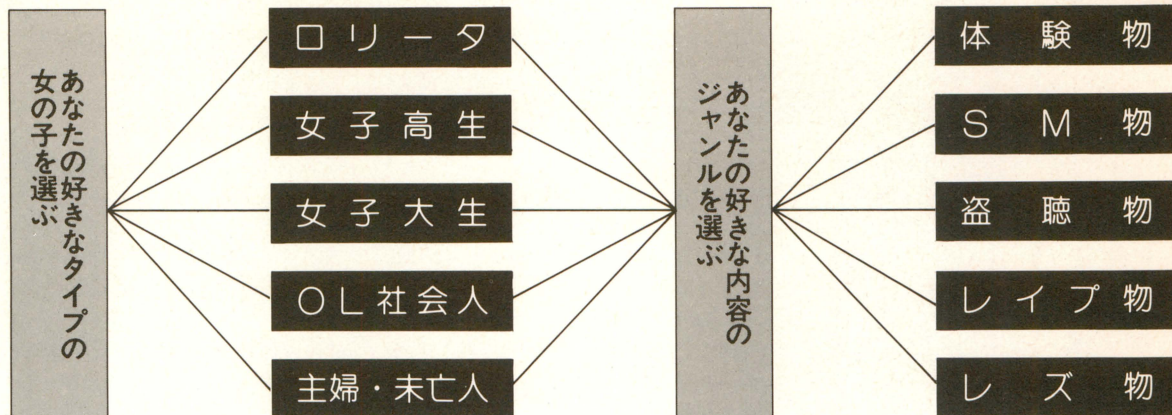 あなたの好きなタイプの
女の子を選ぶ
ロリータ
女子高生
女子大生
OL社会人
主婦・未亡人
あなたの好きな内容の
ジャンルを選ぶ
体験物
SM物
盗聴物
レイプ物
レズ物